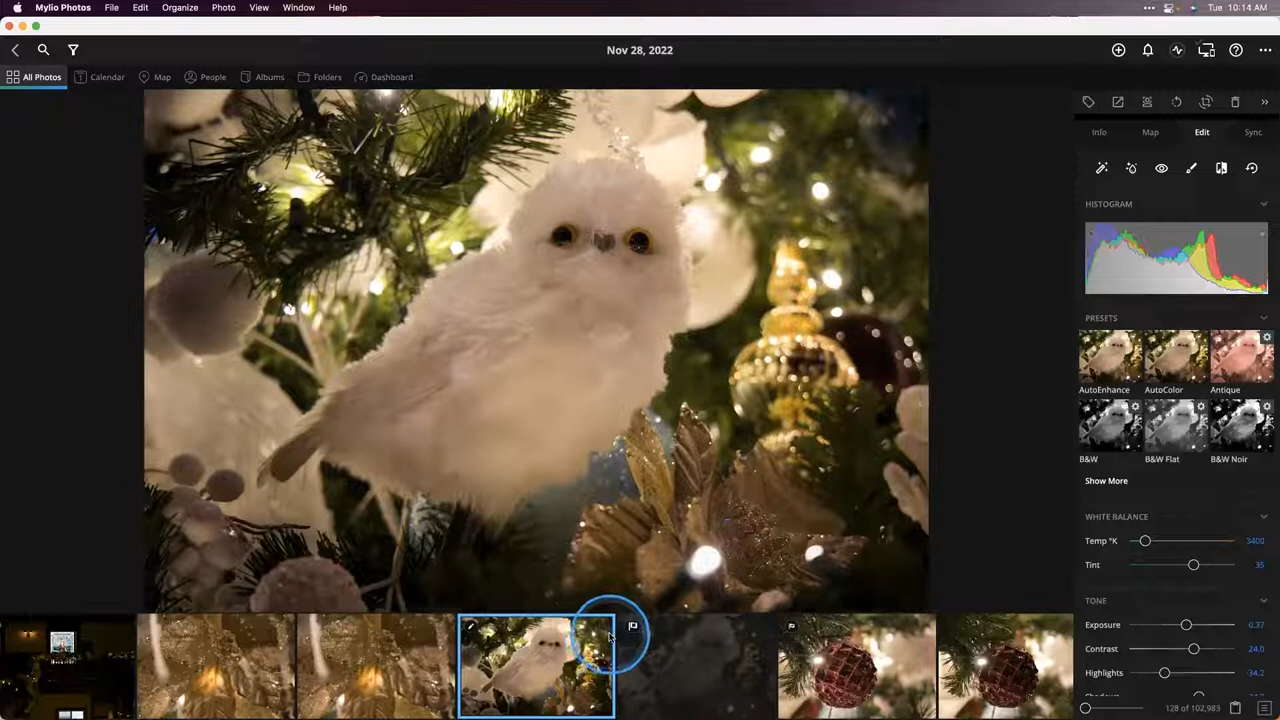 Mylio Photos File Edit Organize Photo View Window Help Tue 10:14 AM
Nov 28, 2022
All Photos Calendar Map People Albums Folders Dashboard
Info Map Edit Sync
HISTOGRAM
PRESETS
AutoEnhance AutoColor Antique
B&W B&W Flat B&W Noir
Show More
WHITE BALANCE
Temp °K 3400
Tint 35
TONE
Exposure 0.37
Contrast 24.0
Highlights -34.2
128 of 102,983